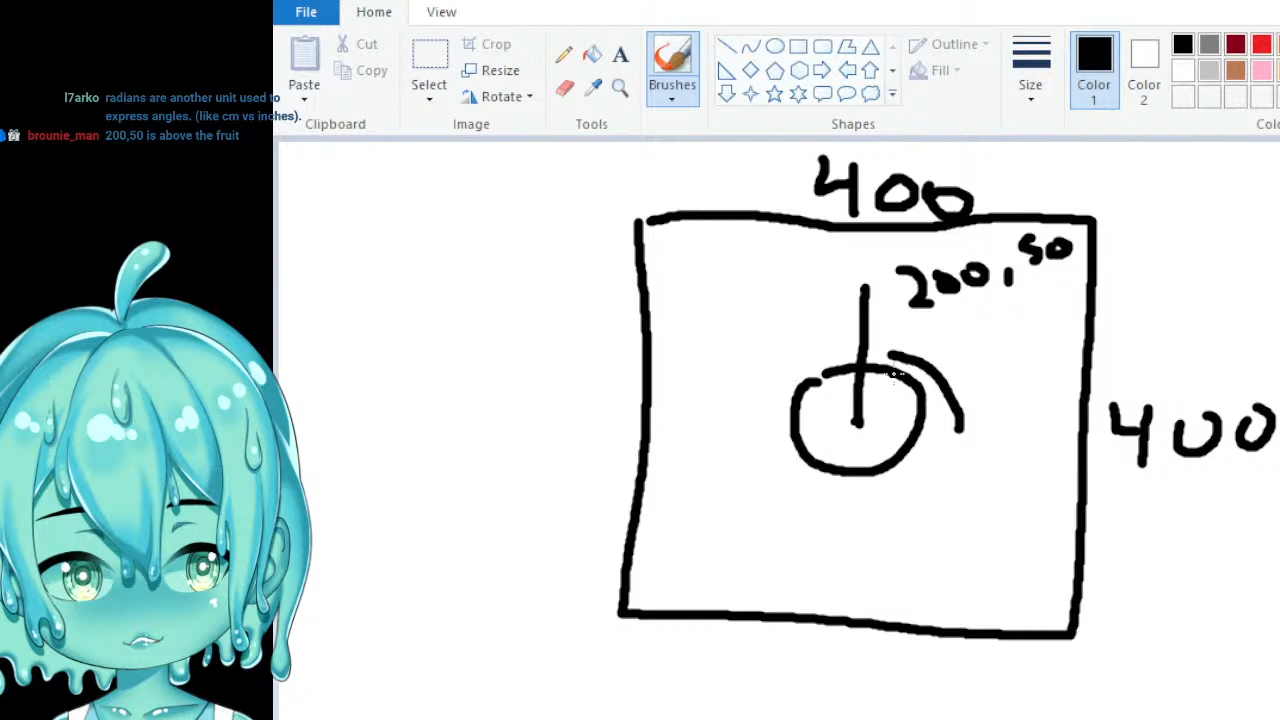 File Home View
Cut
Copy
Paste
Clipboard
Select
Crop
Resize
Rotate
Image
A
Tools
Brushes
Outline
Fill
Shapes
Size
Color
1
Color
2
l7arko radians are another unit used to
express angles. (like cm vs inches).
brounie_man 200,50 is above the fruit
400
200,50
400